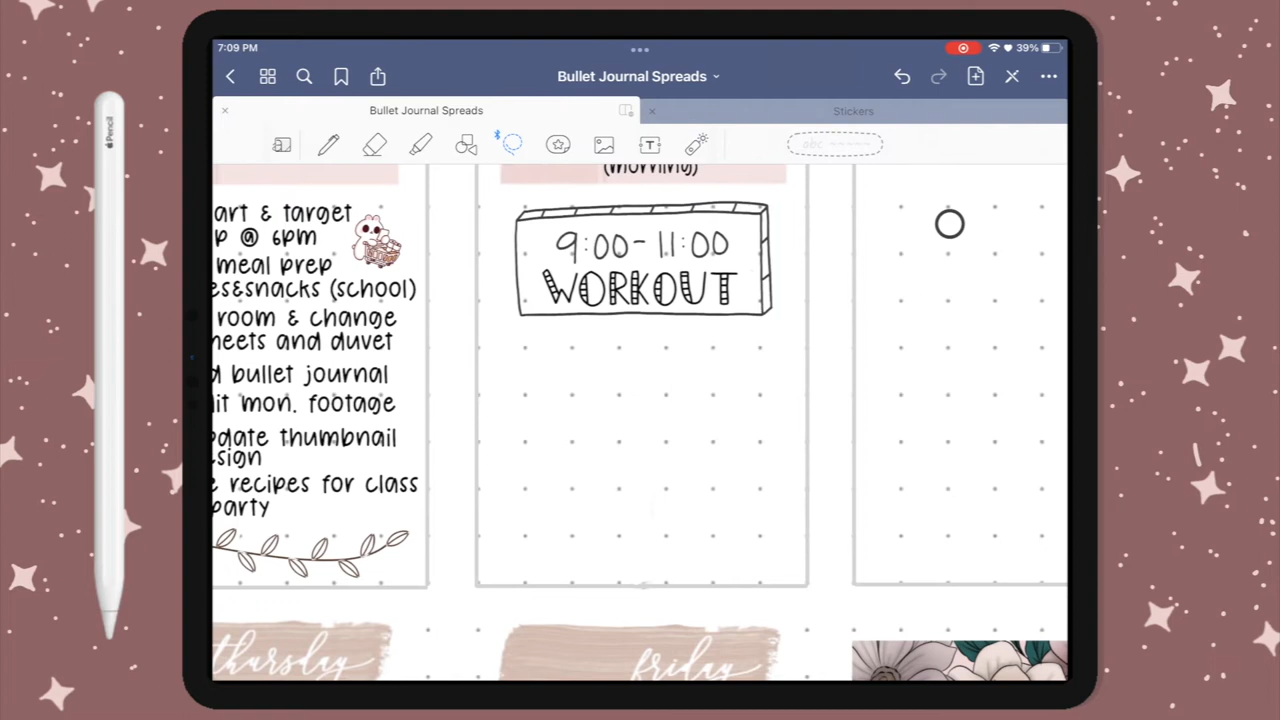 Pencil
7:09 PM
39%
Bullet Journal Spreads
Bullet Journal Spreads
Stickers
T
abc
(morning)
art & target
p @ 6pm
meal prep
es&snacks (school)
room & change
heets and duvet
d bullet journal
it mon. footage
pdate thumbnail
sign
e recipes for class
party
9:00-11:00
WORKOUT
thursday
friday